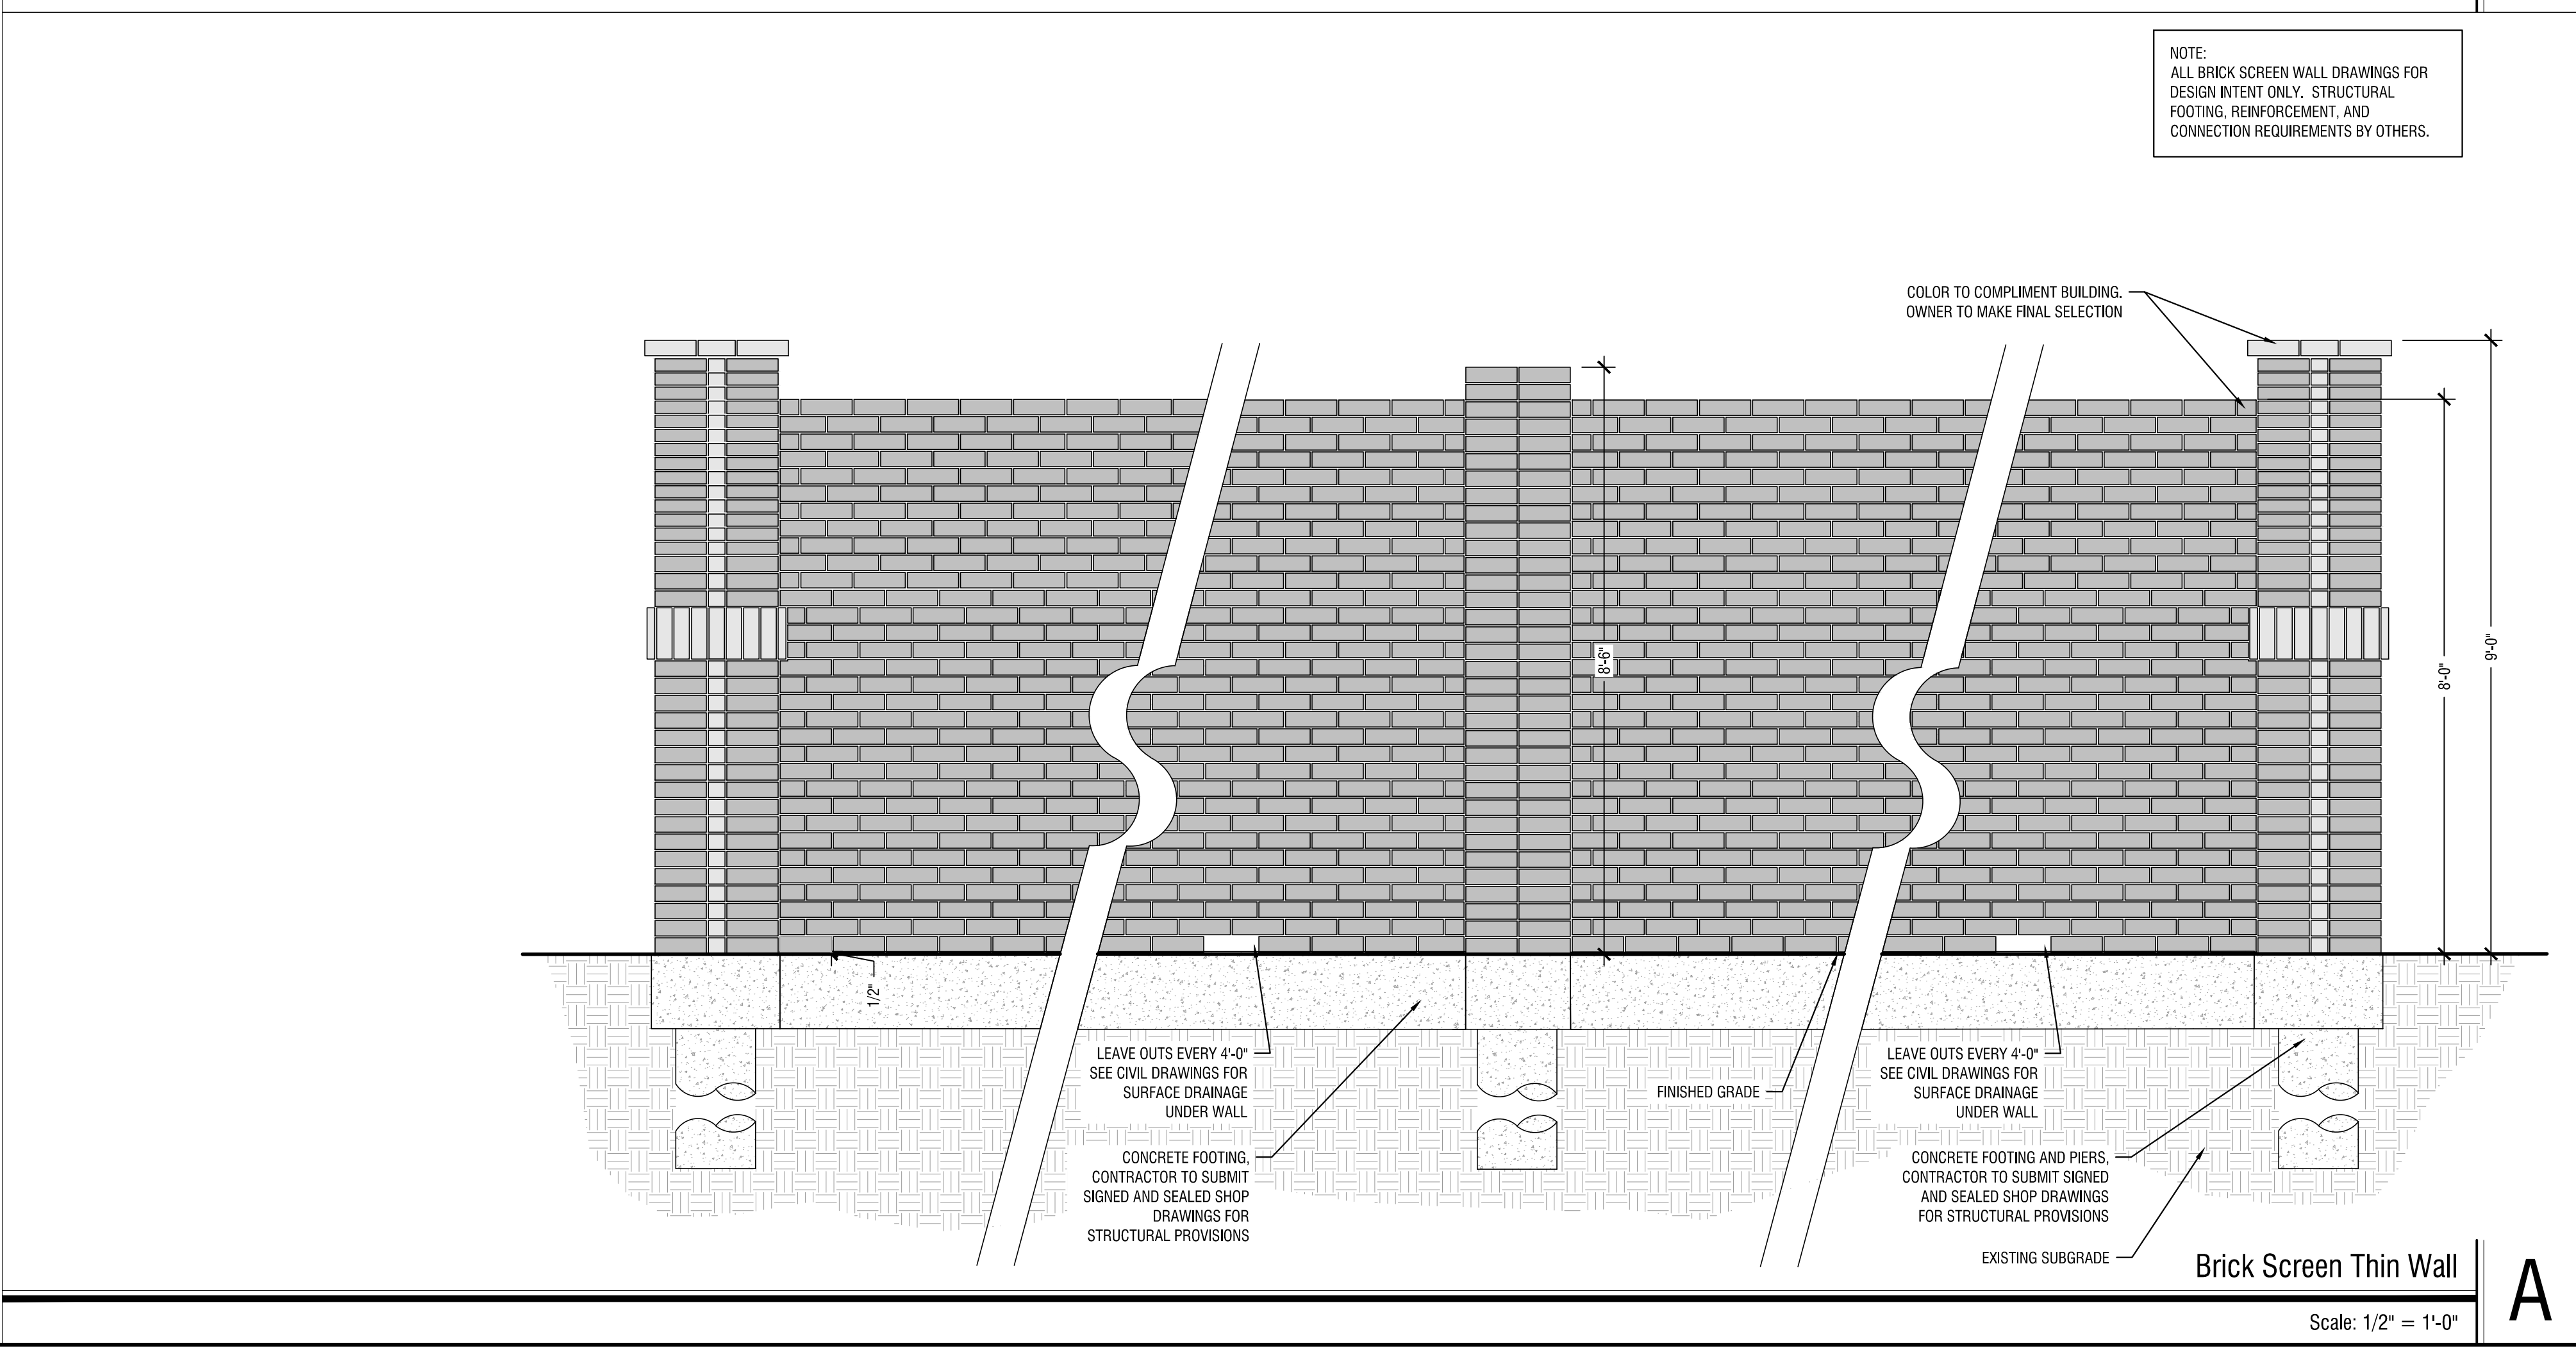 NOTE:
ALL BRICK SCREEN WALL DRAWINGS FOR
DESIGN INTENT ONLY. STRUCTURAL
FOOTING, REINFORCEMENT, AND
CONNECTION REQUIREMENTS BY OTHERS.
COLOR TO COMPLIMENT BUILDING.
OWNER TO MAKE FINAL SELECTION
8'-6"
8'-0"
9'-0"
1/2"
LEAVE OUTS EVERY 4'-0"
SEE CIVIL DRAWINGS FOR
SURFACE DRAINAGE
UNDER WALL
CONCRETE FOOTING,
CONTRACTOR TO SUBMIT
SIGNED AND SEALED SHOP
DRAWINGS FOR
STRUCTURAL PROVISIONS
FINISHED GRADE
LEAVE OUTS EVERY 4'-0"
SEE CIVIL DRAWINGS FOR
SURFACE DRAINAGE
UNDER WALL
CONCRETE FOOTING AND PIERS,
CONTRACTOR TO SUBMIT SIGNED
AND SEALED SHOP DRAWINGS
FOR STRUCTURAL PROVISIONS
EXISTING SUBGRADE
Brick Screen Thin Wall
A
Scale: 1/2" = 1'-0"